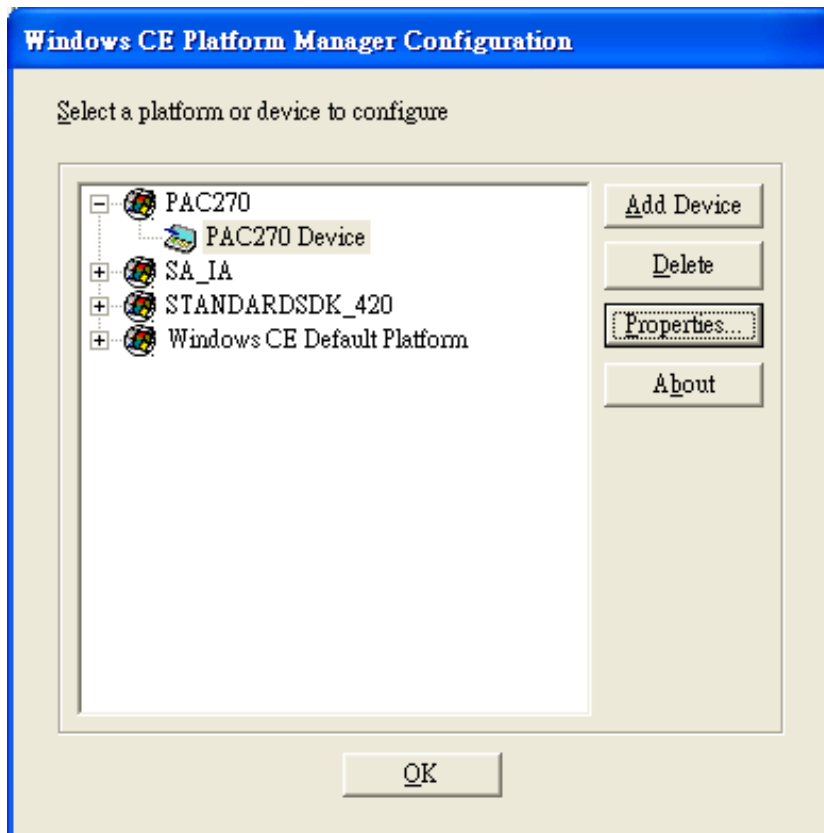 Windows CE Platform Manager Configuration
Select a platform or device to configure
PAC270
PAC270 Device
SA_IA
STANDARDSDK_420
Windows CE Default Platform
Add Device
Delete
Properties...
About
OK